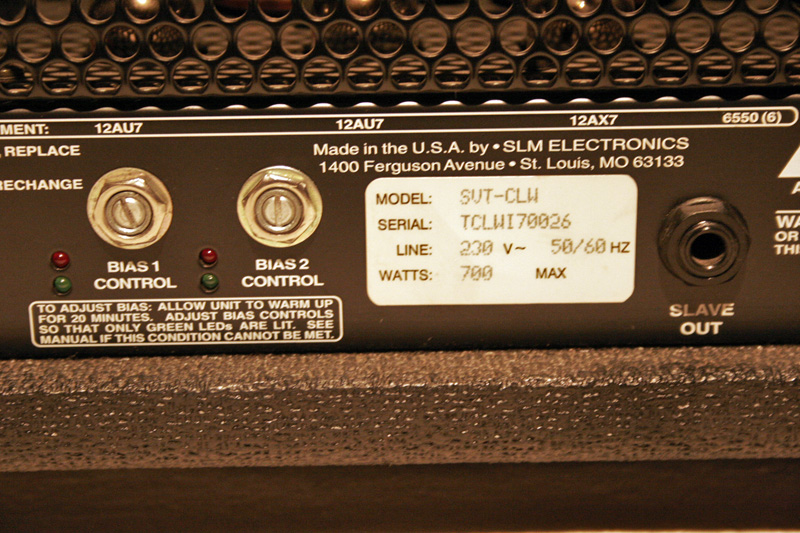 MENT: 12AU7 12AU7 12AX7 6550 (6)
, REPLACE
RECHANGE
Made in the U.S.A. by • SLM ELECTRONICS
1400 Ferguson Avenue • St. Louis, MO 63133
MODEL: SVT-CLW
SERIAL: TCLWI70026
LINE: 230 V~ 50/60 HZ
WATTS: 700 MAX
BIAS 1
CONTROL
BIAS 2
CONTROL
TO ADJUST BIAS: ALLOW UNIT TO WARM UP
FOR 20 MINUTES. ADJUST BIAS CONTROLS
SO THAT ONLY GREEN LEDs ARE LIT. SEE
MANUAL IF THIS CONDITION CANNOT BE MET.
SLAVE
OUT
A
WA
OR
THIS